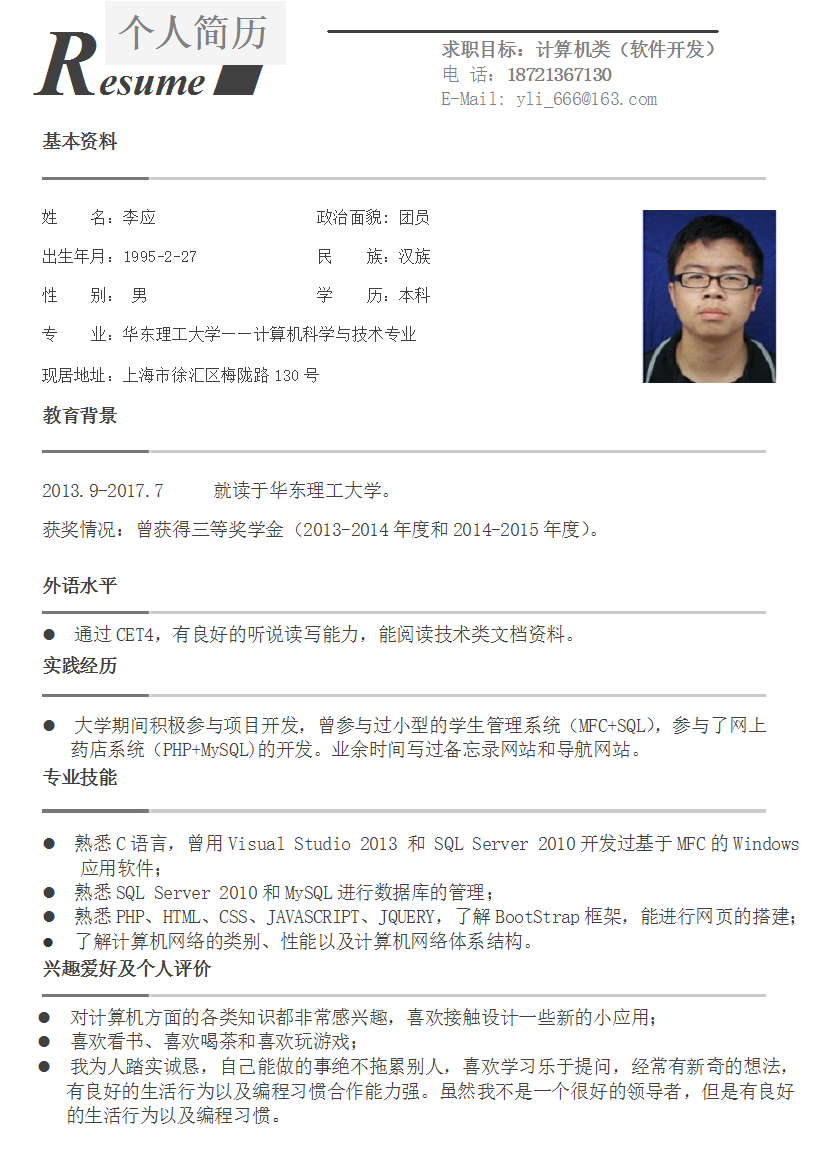 个人简历
Resume
求职目标：计算机类（软件开发）
电 话：18721367130
E-Mail: yli_666@163.com
基本资料
姓 名：李应 政治面貌：团员
出生年月：1995-2-27 民 族：汉族
性 别： 男 学 历：本科
专 业：华东理工大学——计算机科学与技术专业
现居地址：上海市徐汇区梅陇路 130 号
教育背景
2013.9-2017.7 就读于华东理工大学。
获奖情况：曾获得三等奖学金（2013-2014 年度和 2014-2015 年度）。
外语水平
● 通过 CET4，有良好的听说读写能力，能阅读技术类文档资料。
实践经历
● 大学期间积极参与项目开发，曾参与过小型的学生管理系统（MFC+SQL），参与了网上
药店系统（PHP+MySQL)的开发。业余时间写过备忘录网站和导航网站。
专业技能
● 熟悉 C 语言，曾用 Visual Studio 2013 和 SQL Server 2010 开发过基于 MFC 的 Windows
应用软件；
● 熟悉 SQL Server 2010 和 MySQL 进行数据库的管理；
● 熟悉 PHP、HTML、CSS、JAVASCRIPT、JQUERY，了解 BootStrap 框架，能进行网页的搭建；
● 了解计算机网络的类别、性能以及计算机网络体系结构。
兴趣爱好及个人评价
● 对计算机方面的各类知识都非常感兴趣，喜欢接触设计一些新的小应用；
● 喜欢看书、喜欢喝茶和喜欢玩游戏；
● 我为人踏实诚恳，自己能做的事绝不拖累别人，喜欢学习乐于提问，经常有新奇的想法，
有良好的生活行为以及编程习惯合作能力强。虽然我不是一个很好的领导者，但是有良好
的生活行为以及编程习惯。